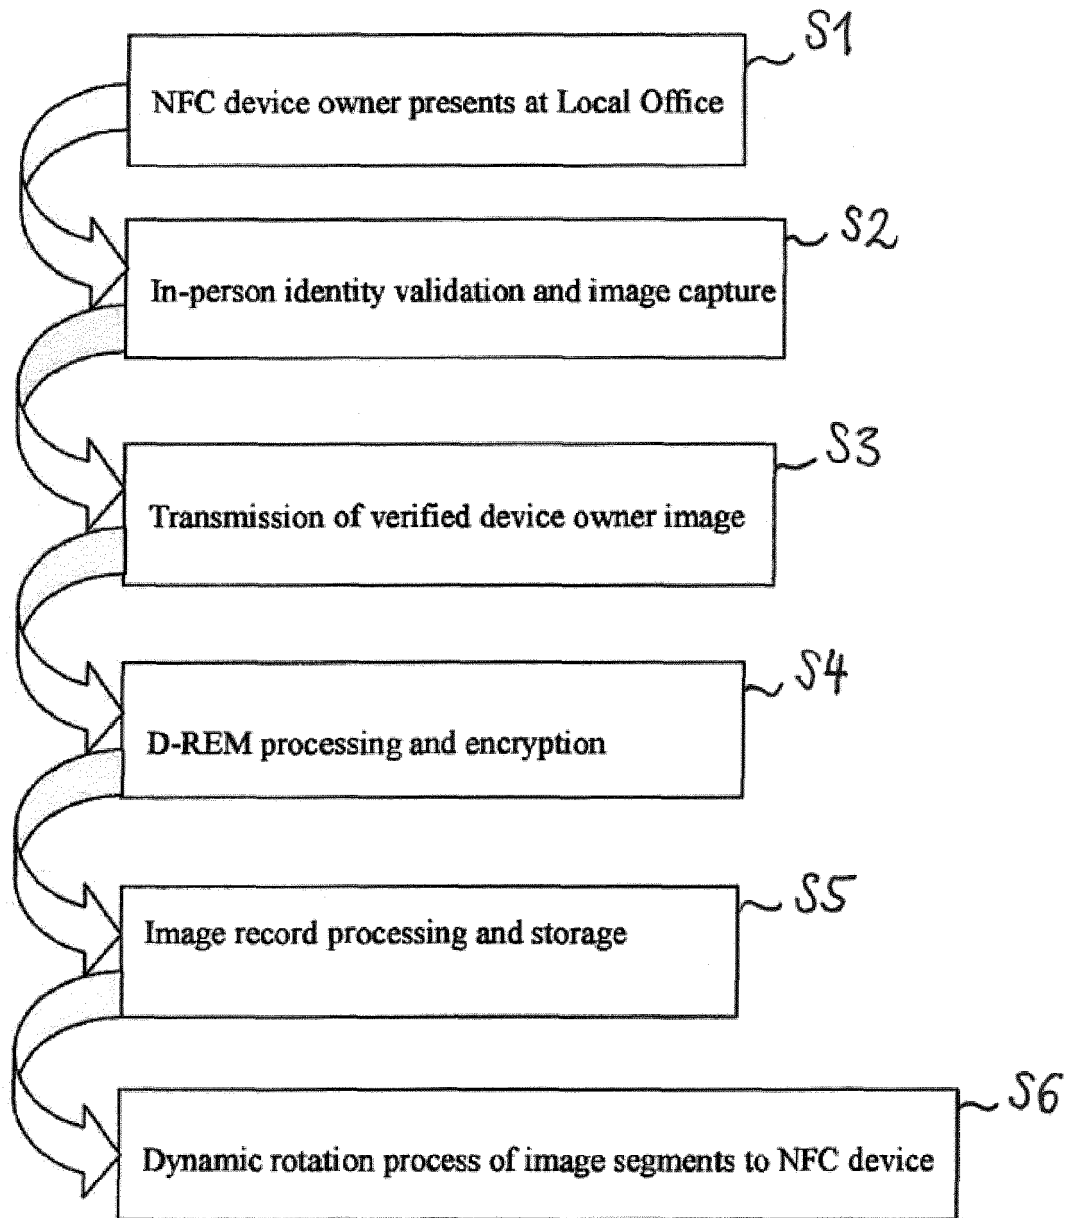 S1
NFC device owner presents at Local Office
S2
In-person identity validation and image capture
S3
Transmission of verified device owner image
S4
D-REM processing and encryption
S5
Image record processing and storage
S6
Dynamic rotation process of image segments to NFC device